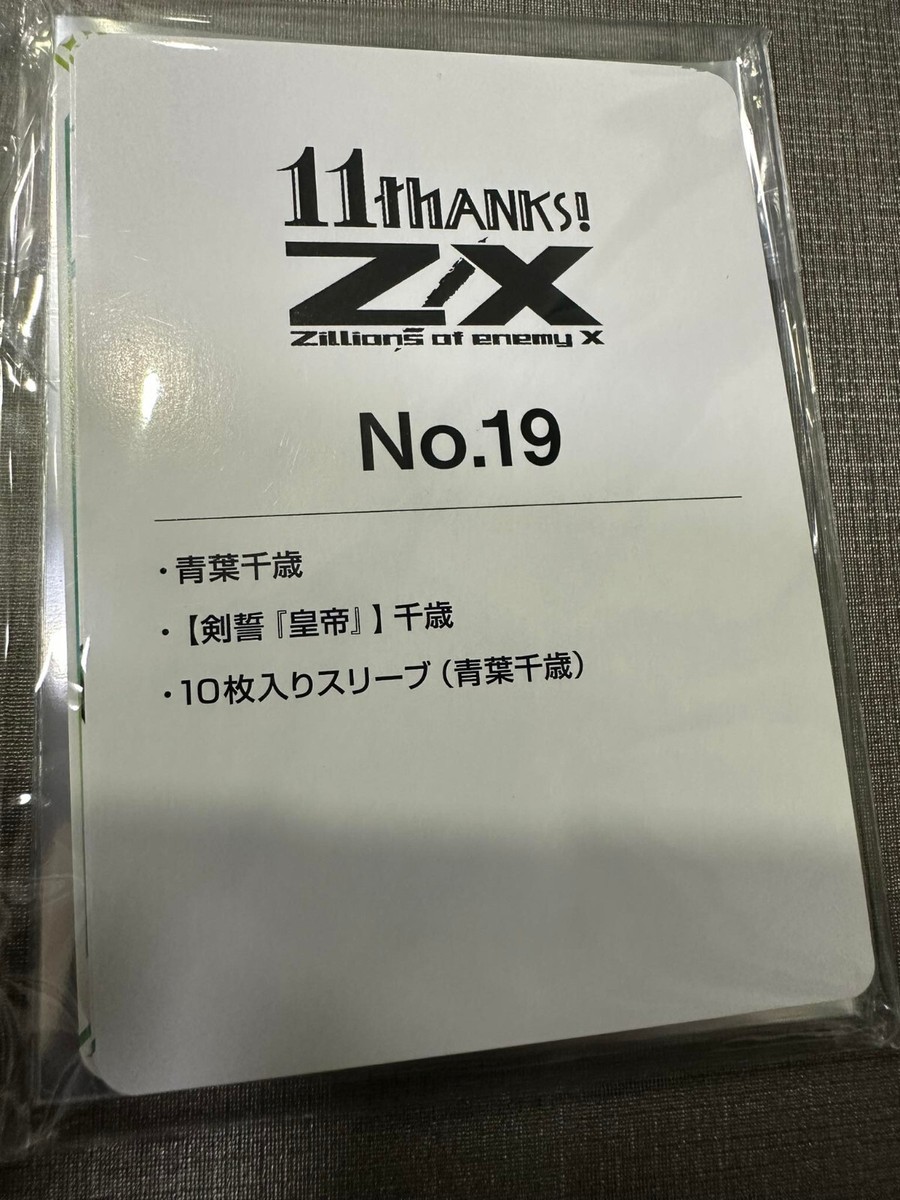 11thANKS!
Z/X
Zillions of enemy X
No.19
・青葉千歳
・【剣誓『皇帝』】千歳
・10枚入りスリーブ（青葉千歳）